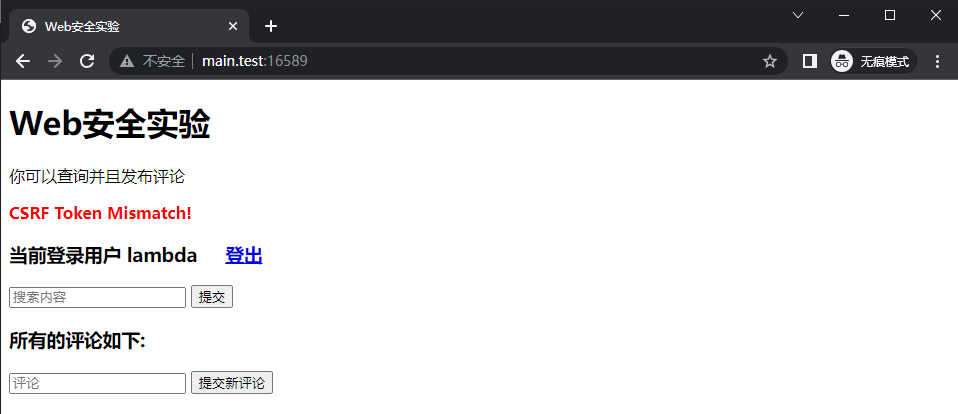 Web安全实验
不安全 main.test:16589 无痕模式
Web安全实验
你可以查询并且发布评论
CSRF Token Mismatch!
当前登录用户 lambda 登出
搜索内容 提交
所有的评论如下:
评论 提交新评论